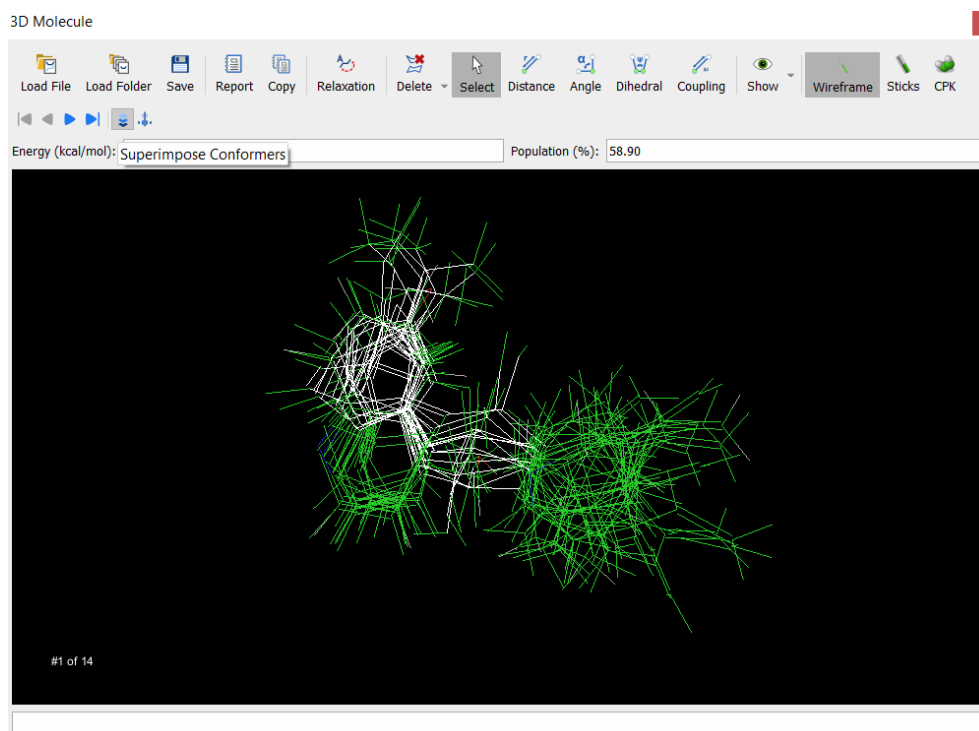 3D Molecule
Load File Load Folder Save Report Copy Relaxation Delete Select Distance Angle Dihedral Coupling Show Wireframe Sticks CPK
Energy (kcal/mol): Population (%): 58.90
Superimpose Conformers
#1 of 14